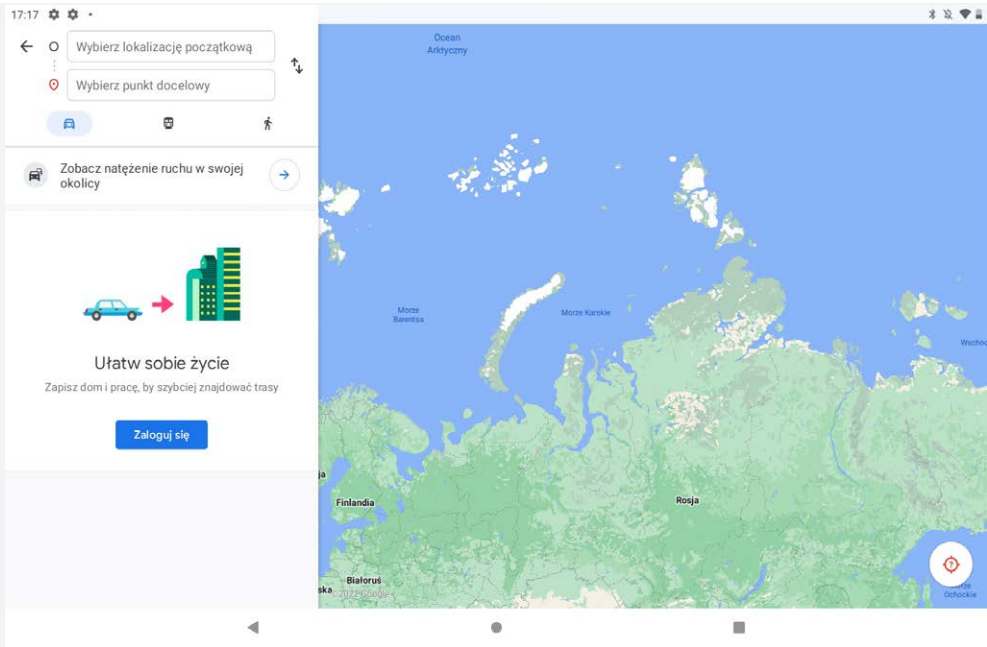 17:17
Wybierz lokalizację początkową
Wybierz punkt docelowy
Zobacz natężenie ruchu w swojej
okolicy
Ułatw sobie życie
Zapisz dom i pracę, by szybciej znajdować trasy
Zaloguj się
Ocean
Arktyczny
Morze
Barentsa
Morze Karskie
Wschod
ja
Finlandia
Rosja
Białoruś
ska
©2022 Google
Ochockie